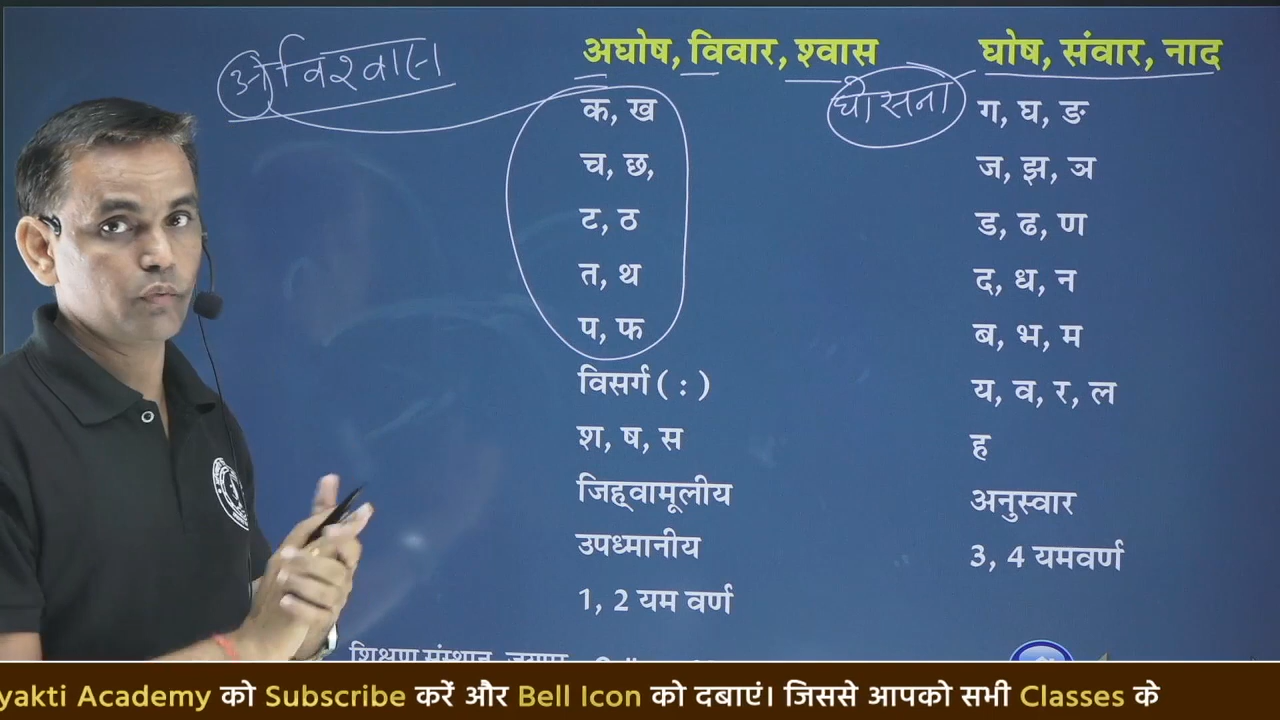 अविश्वास
अघोष, विवार, श्वास
घोष, संवार, नाद
घोसना
क, ख
ग, घ, ङ
च, छ,
ज, झ, ञ
ट, ठ
ड, ढ, ण
त, थ
द, ध, न
प, फ
ब, भ, म
विसर्ग ( : )
य, व, र, ल
श, ष, स
ह
जिह्वामूलीय
अनुस्वार
उपध्मानीय
3, 4 यमवर्ण
1, 2 यम वर्ण
शिक्षण संस्थान
yakti Academy को Subscribe करें और Bell Icon को दबाएं। जिससे आपको सभी Classes के